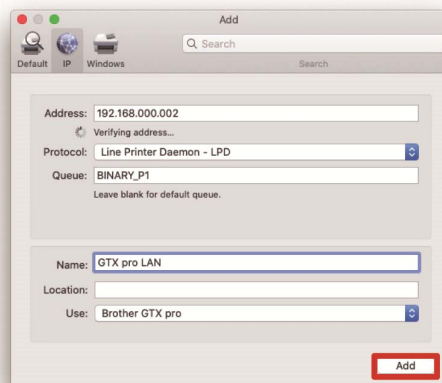 Add
Default IP Windows
Search
Search
Address: 192.168.000.002
Verifying address...
Protocol: Line Printer Daemon - LPD
Queue: BINARY_P1
Leave blank for default queue.
Name: GTX pro LAN
Location:
Use: Brother GTX pro
Add